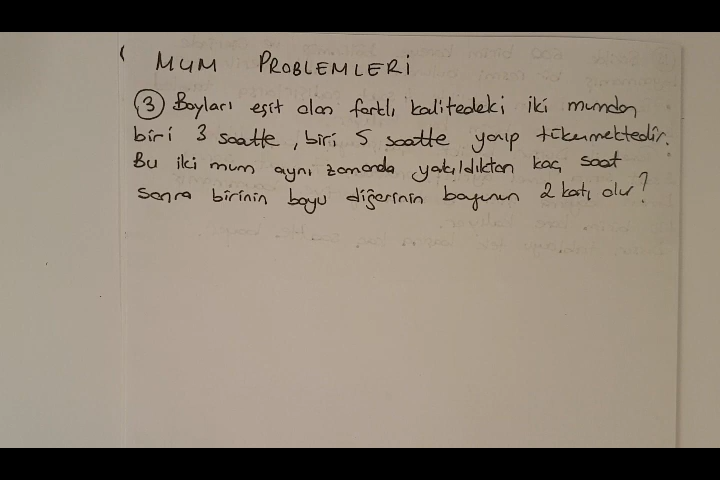 MUM PROBLEMLERİ
3 Boyları eşit olan farklı kalitedeki iki mumdan
biri 3 saatte, biri 5 saatte yanıp tükenmektedir.
Bu iki mum aynı zamanda yakıldıktan kaç saat
sonra birinin boyu diğerinin boyunun 2 katı olur?